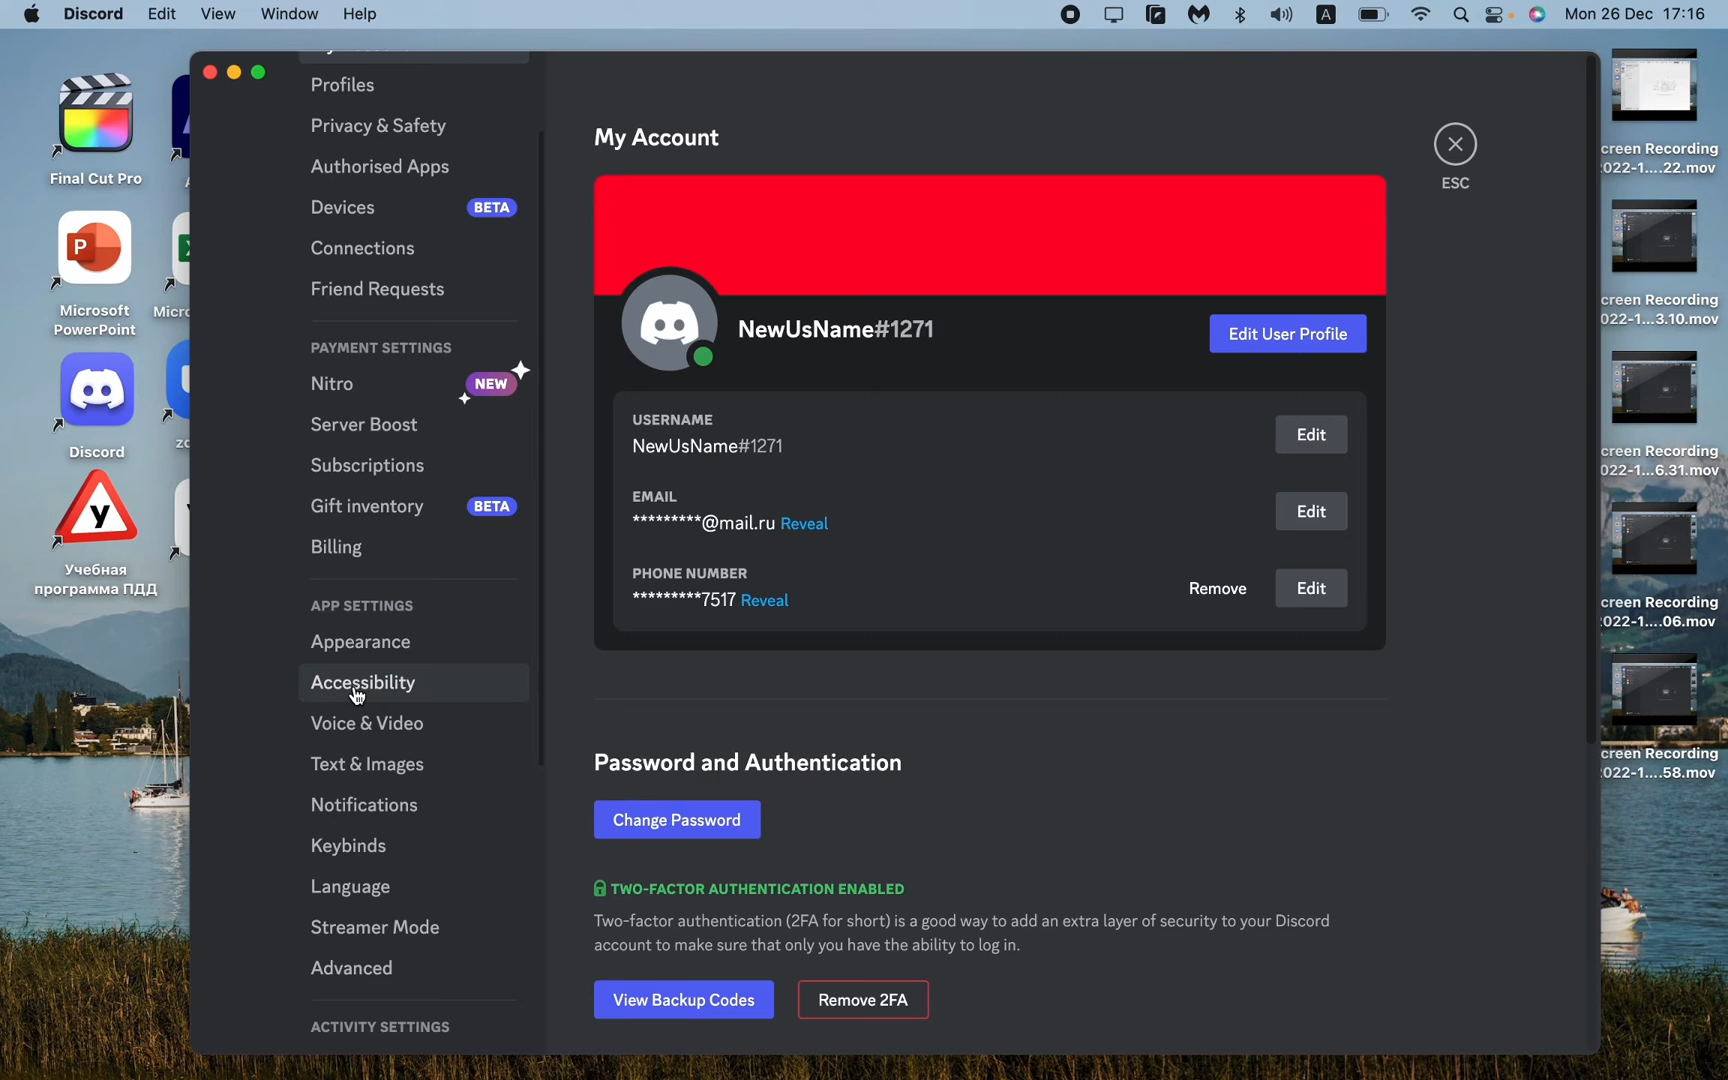 Discord Edit View Window Help
A Mon 26 Dec 17:16
Final Cut Pro
Microsoft
PowerPoint
Micro
Discord
Учебная
программа ПДД
creen Recording
022-1....22.mov
creen Recording
022-1...3.10.mov
creen Recording
022-1...6.31.mov
creen Recording
022-1....06.mov
creen Recording
022-1....58.mov
Profiles
Privacy & Safety
Authorised Apps
Devices BETA
Connections
Friend Requests
PAYMENT SETTINGS
Nitro NEW
Server Boost
Subscriptions
Gift inventory BETA
Billing
APP SETTINGS
Appearance
Accessibility
Voice & Video
Text & Images
Notifications
Keybinds
Language
Streamer Mode
Advanced
ACTIVITY SETTINGS
My Account
ESC
NewUsName#1271
Edit User Profile
USERNAME
NewUsName#1271
Edit
EMAIL
*********@mail.ru Reveal
Edit
PHONE NUMBER
*********7517 Reveal
Remove Edit
Password and Authentication
Change Password
TWO-FACTOR AUTHENTICATION ENABLED
Two-factor authentication (2FA for short) is a good way to add an extra layer of security to your Discord
account to make sure that only you have the ability to log in.
View Backup Codes Remove 2FA